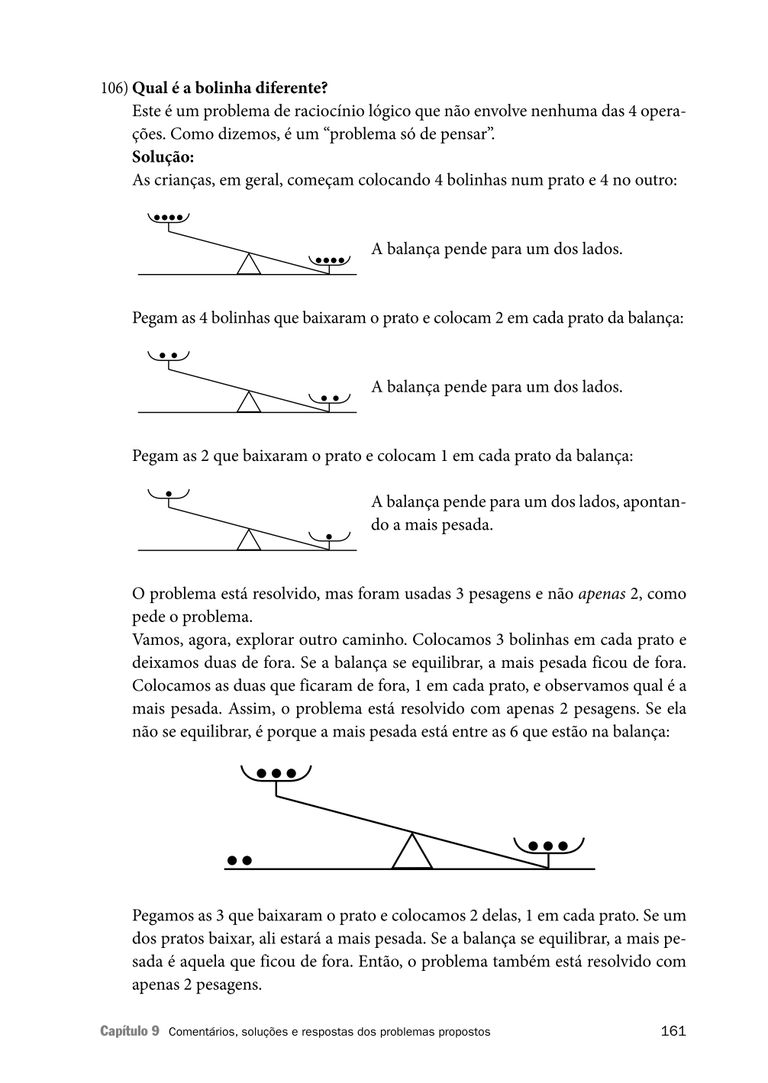 106) Qual é a bolinha diferente?
Este é um problema de raciocínio lógico que não envolve nenhuma das 4 opera-
ções. Como dizemos, é um “problema só de pensar”.
Solução:
As crianças, em geral, começam colocando 4 bolinhas num prato e 4 no outro:
A balança pende para um dos lados.
Pegam as 4 bolinhas que baixaram o prato e colocam 2 em cada prato da balança:
A balança pende para um dos lados.
Pegam as 2 que baixaram o prato e colocam 1 em cada prato da balança:
A balança pende para um dos lados, apontan-
do a mais pesada.
O problema está resolvido, mas foram usadas 3 pesagens e não apenas 2, como
pede o problema.
Vamos, agora, explorar outro caminho. Colocamos 3 bolinhas em cada prato e
deixamos duas de fora. Se a balança se equilibrar, a mais pesada ficou de fora.
Colocamos as duas que ficaram de fora, 1 em cada prato, e observamos qual é a
mais pesada. Assim, o problema está resolvido com apenas 2 pesagens. Se ela
não se equilibrar, é porque a mais pesada está entre as 6 que estão na balança:
Pegamos as 3 que baixaram o prato e colocamos 2 delas, 1 em cada prato. Se um
dos pratos baixar, ali estará a mais pesada. Se a balança se equilibrar, a mais pe-
sada é aquela que ficou de fora. Então, o problema também está resolvido com
apenas 2 pesagens.
Capítulo 9 Comentários, soluções e respostas dos problemas propostos 161